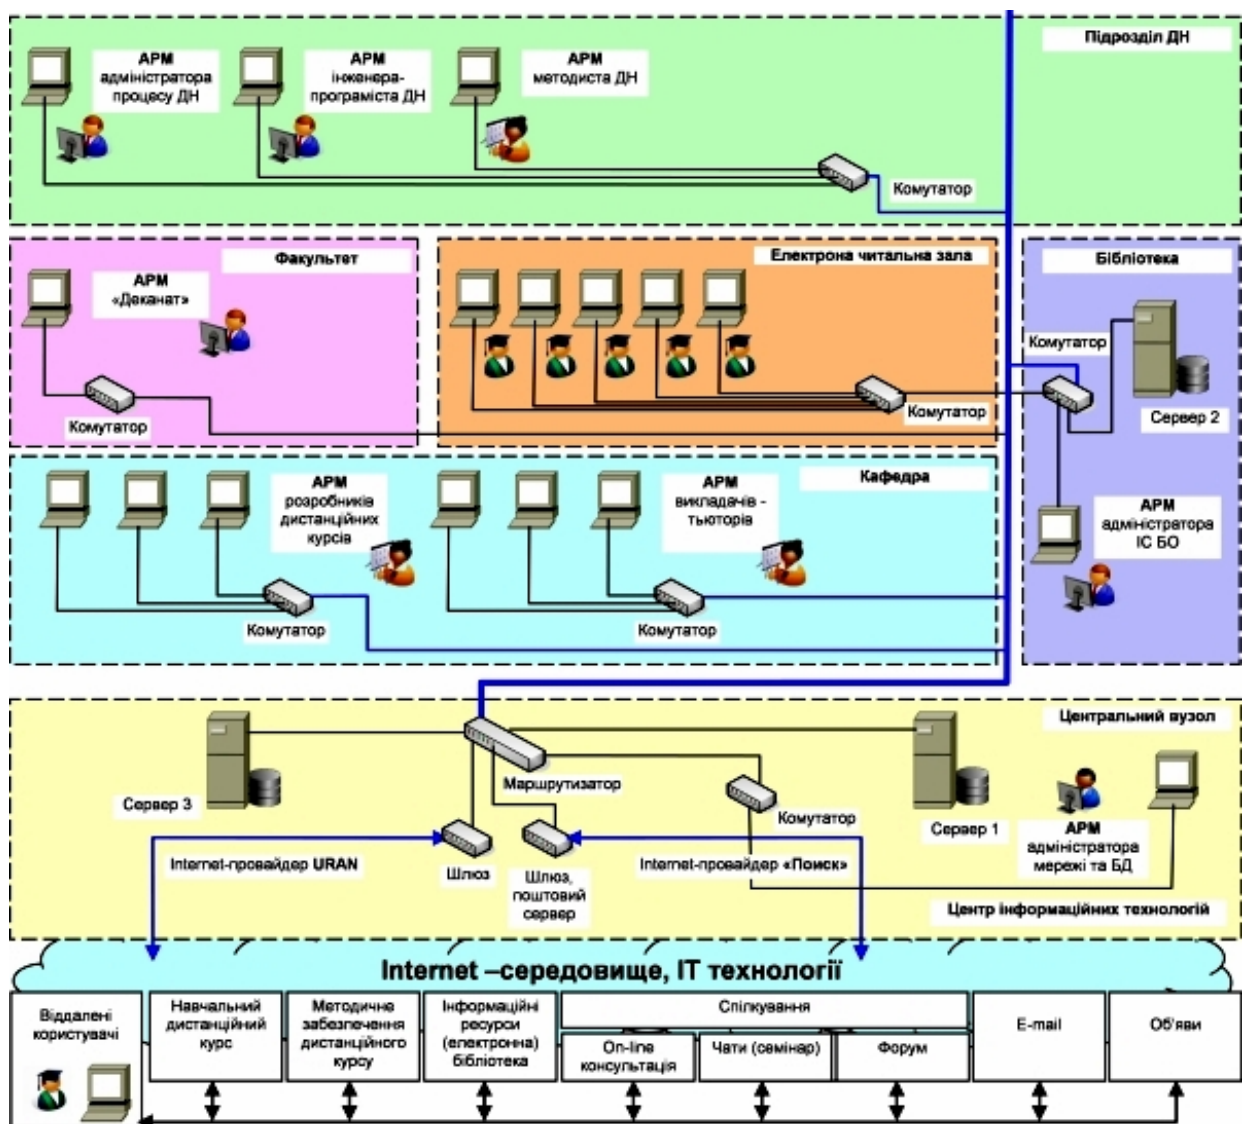 Підрозділ ДН
АРМ
адміністратора
процесу ДН
АРМ
інженера-
програміста ДН
АРМ
методиста ДН
Комутатор
Факультет
АРМ
«Деканат»
Комутатор
Електрона читальна зала
Комутатор
Бібліотека
Комутатор
Сервер 2
АРМ
адміністратора
ІС БО
Кафедра
АРМ
розробників
дистанційних
курсів
Комутатор
АРМ
викладачів -
тьюторів
Комутатор
Центральний вузол
Сервер 3
Маршрутизатор
Комутатор
Сервер 1
АРМ
адміністратора
мережі та БД
Internet-провайдер URAN
Шлюз
Шлюз,
поштовий
сервер
Internet-провайдер «Поиск»
Центр інформаційних технологій
Internet –середовище, ІТ технології
Віддалені
користувачі
Навчальний
дистанційний
курс
Методичне
забезпечення
дистанційного
курсу
Інформаційні
ресурси
(електронна)
бібліотека
Спілкування
On-line
консультація
Чати (семінар)
Форум
E-mail
Об'яви